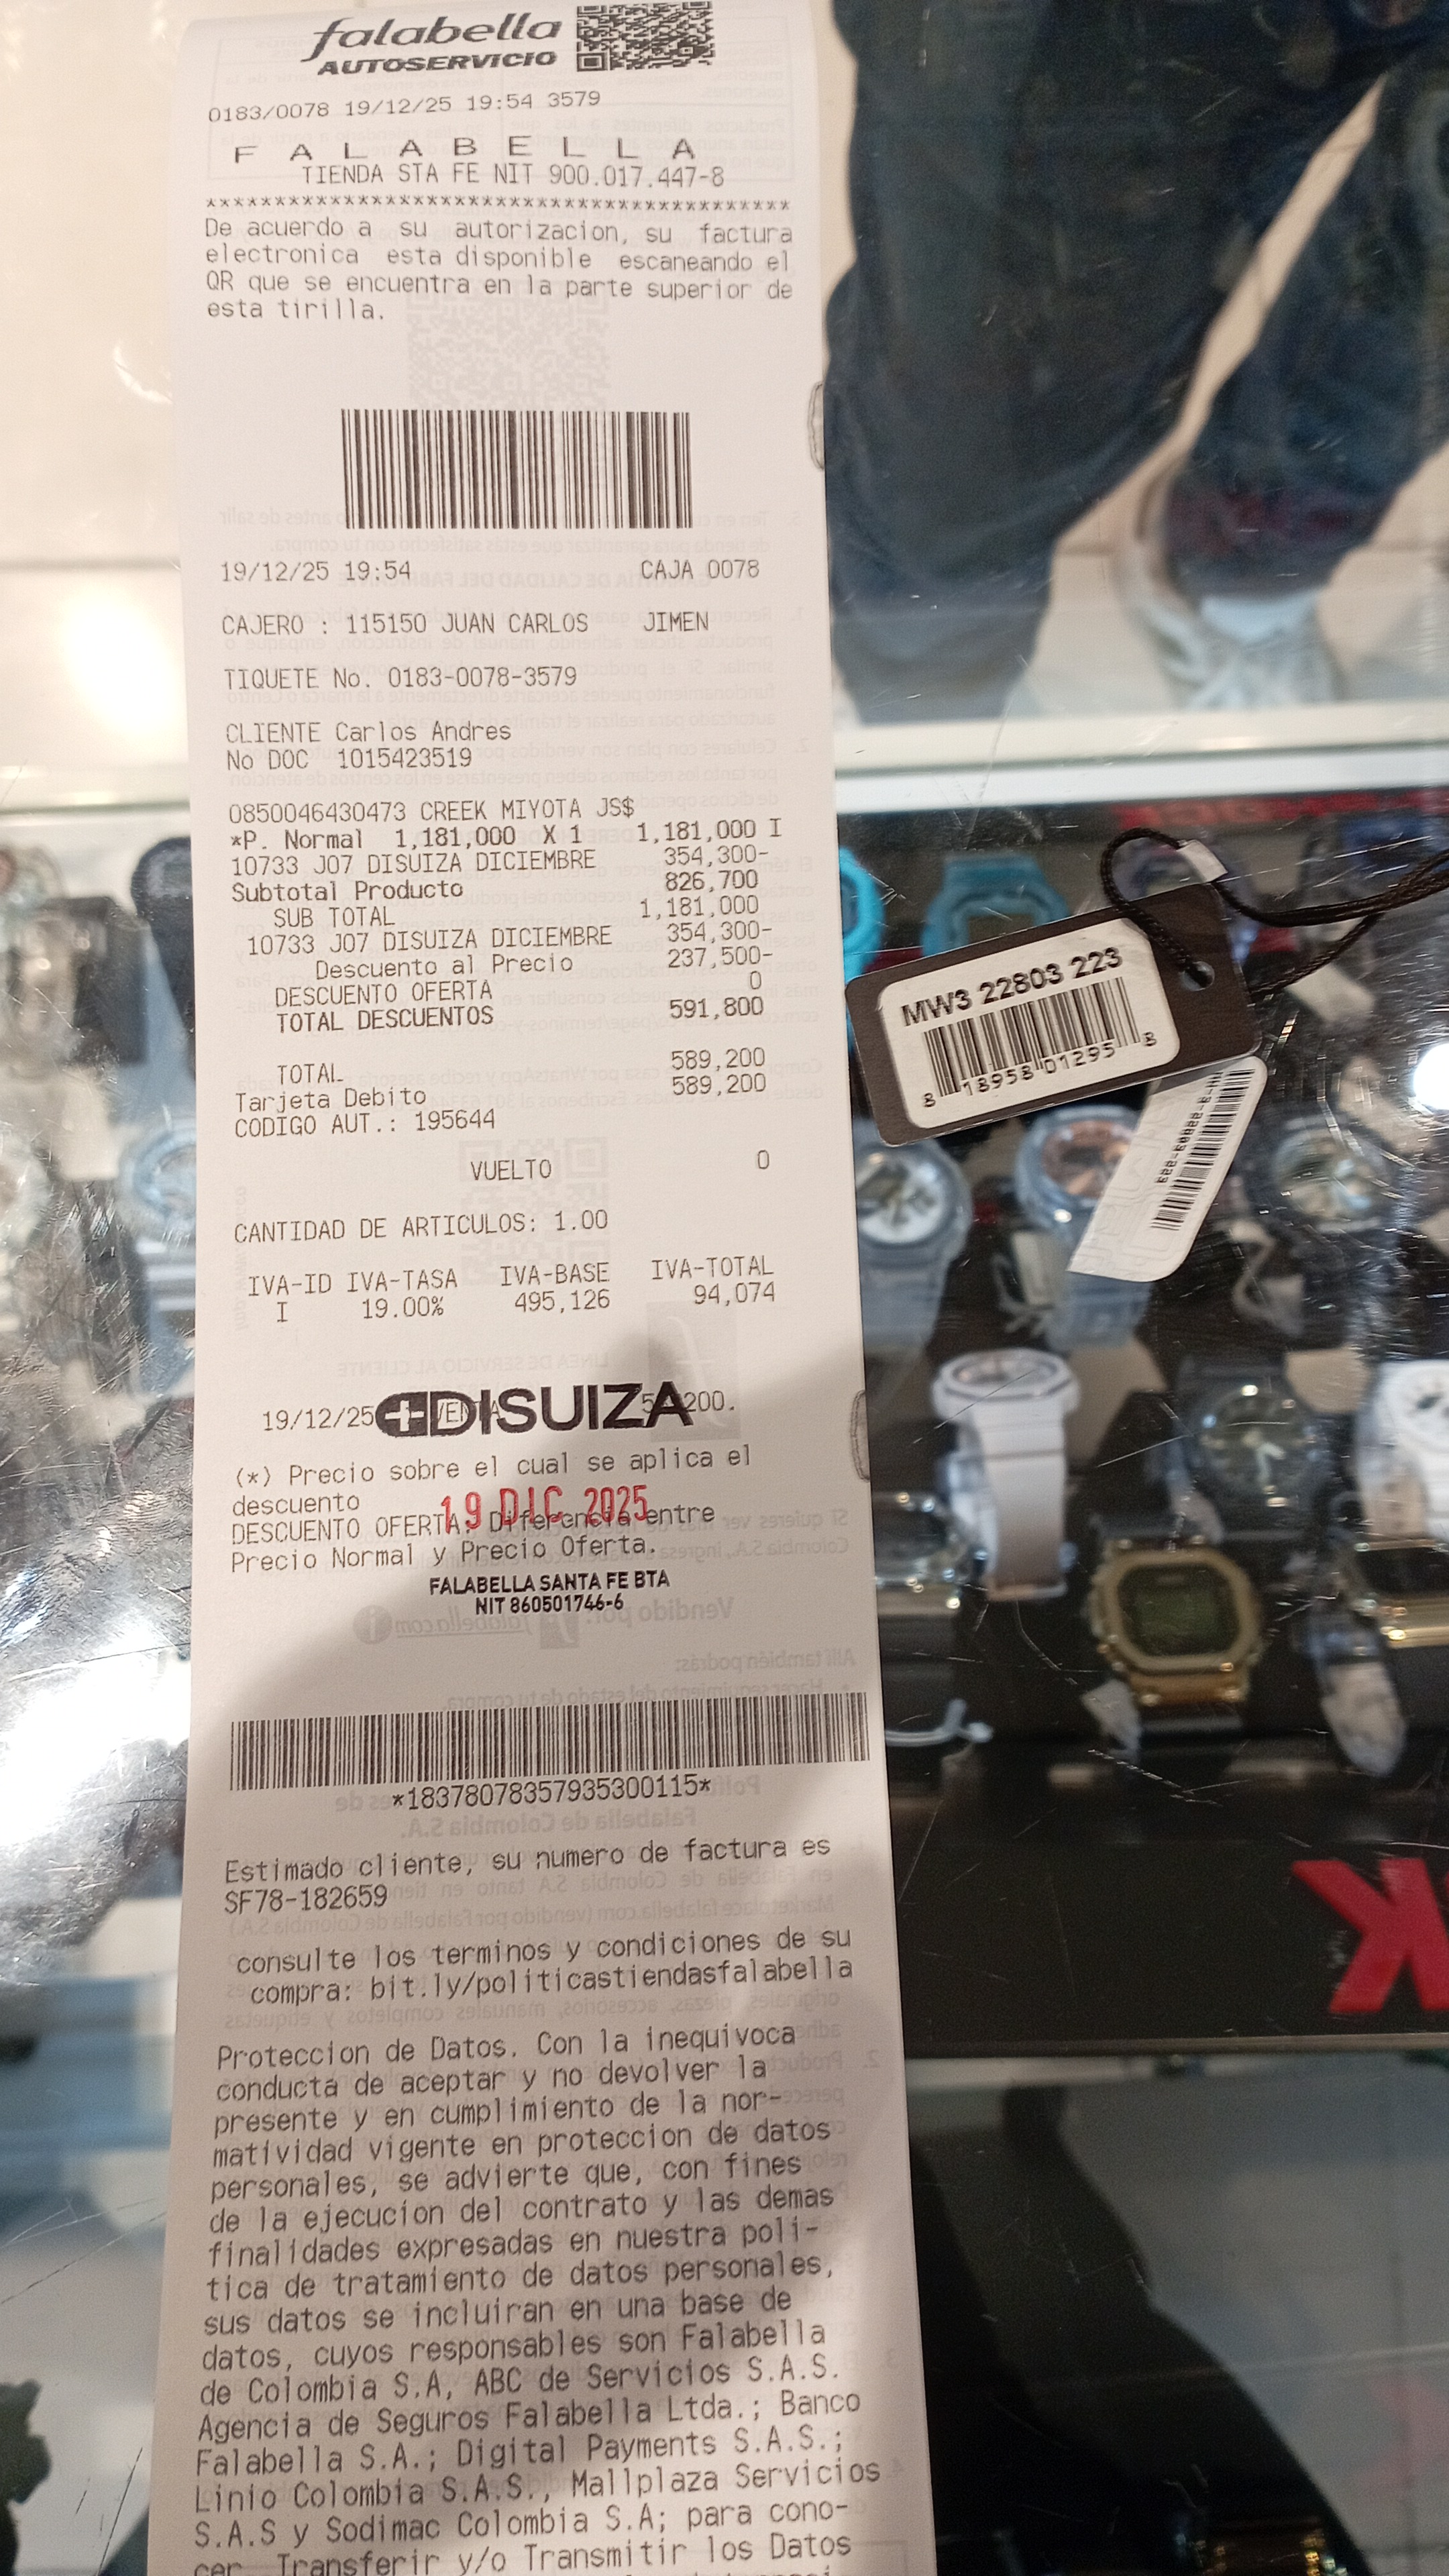 falabella
AUTOSERVICIO
0183/0078 19/12/25 19:54 3579
F A L A B E L L A
TIENDA STA FE NIT 900.017.447-8
*******************************************
De acuerdo a su autorizacion, su factura
electronica esta disponible escaneando el
QR que se encuentra en la parte superior de
esta tirilla.
19/12/25 19:54 CAJA 0078
CAJERO : 115150 JUAN CARLOS JIMEN
TIQUETE No. 0183-0078-3579
CLIENTE Carlos Andres
No DOC 1015423519
0850046430473 CREEK MIYOTA JS$
*P. Normal 1,181,000 X 1 1,181,000 I
10733 J07 DISUIZA DICIEMBRE 354,300-
Subtotal Producto 826,700
SUB TOTAL 1,181,000
10733 J07 DISUIZA DICIEMBRE 354,300-
Descuento al Precio 237,500-
DESCUENTO OFERTA 0
TOTAL DESCUENTOS 591,800
TOTAL 589,200
Tarjeta Debito 589,200
CODIGO AUT.: 195644
VUELTO 0
CANTIDAD DE ARTICULOS: 1.00
IVA-ID IVA-TASA IVA-BASE IVA-TOTAL
I 19.00% 495,126 94,074
19/12/25 DISUIZA 200.
(*) Precio sobre el cual se aplica el
descuento
19 DIC 2025
DESCUENTO OFERTA: Diferencia entre
Precio Normal y Precio Oferta.
FALABELLA SANTA FE BTA
NIT 860501746-6
*18378078357935300115*
Estimado cliente, su numero de factura es
SF78-182659
consulte los terminos y condiciones de su
compra: bit.ly/politicastiendasfalabella
Proteccion de Datos. Con la inequivoca
conducta de aceptar y no devolver la
presente y en cumplimiento de la nor-
matividad vigente en proteccion de datos
personales, se advierte que, con fines
de la ejecucion del contrato y las demas
finalidades expresadas en nuestra poli-
tica de tratamiento de datos personales,
sus datos se incluiran en una base de
datos, cuyos responsables son Falabella
de Colombia S.A, ABC de Servicios S.A.S.
Agencia de Seguros Falabella Ltda.; Banco
Falabella S.A.; Digital Payments S.A.S.;
Linio Colombia S.A.S., Mallplaza Servicios
S.A.S y Sodimac Colombia S.A; para cono-
cer, Transferir y/o Transmitir los Datos
MW3 22803 223
8 18958 01295 8